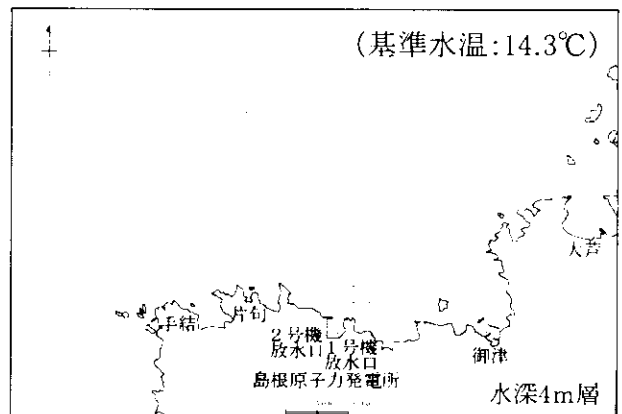 (基準水温:14.3℃)
大芦
手結
片句
2号機
放水口
1号機
放水口
御津
島根原子力発電所
水深4m層